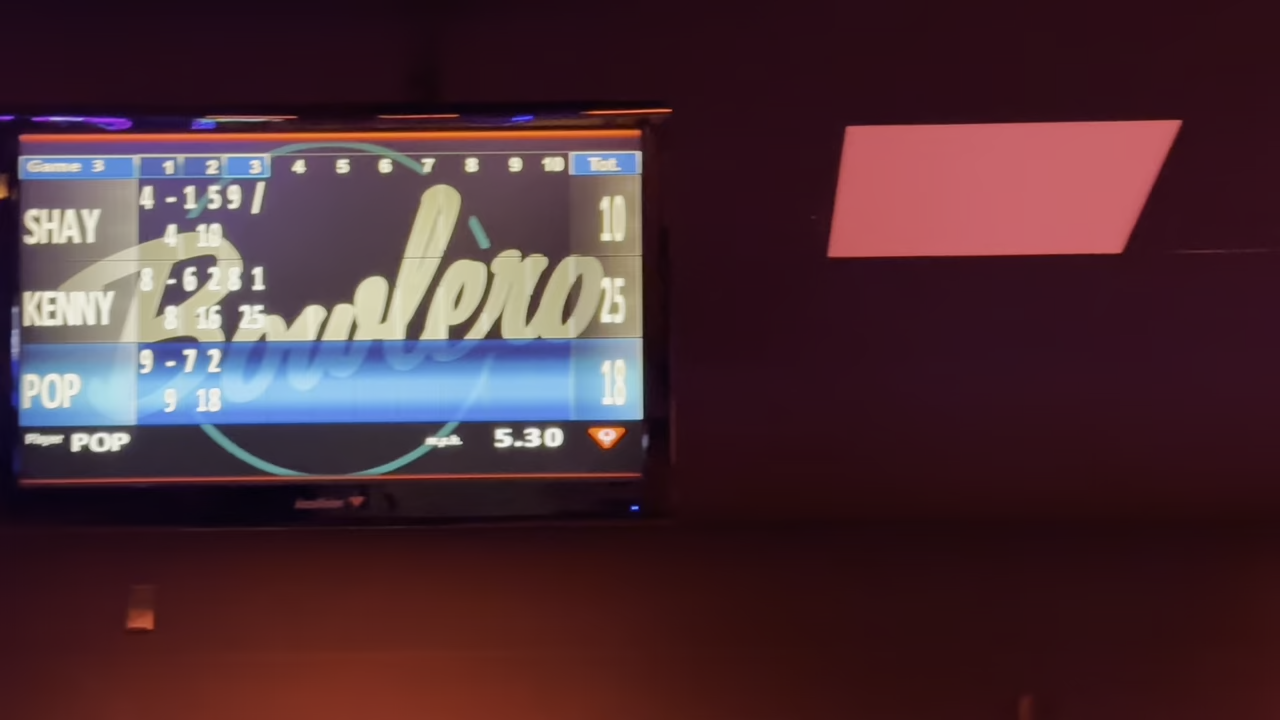 Game 3 1 2 3 4 5 6 7 8 9 10 Tot.
SHAY 4 - 1 5 9 / 10
4 10
KENNY 8 - 6 2 8 1 25
8 16 25
POP 9 - 7 2 18
9 18
Bowlero
Player POP m.p.h. 5.30